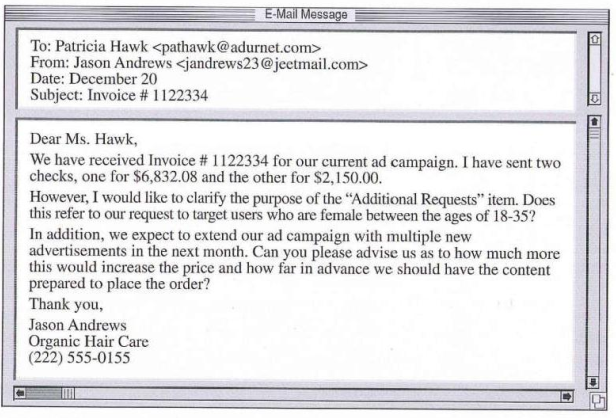 E-Mail Message
To: Patricia Hawk <pathawk@adurnet.com>
From: Jason Andrews <jandrews23@jeetmail.com>
Date: December 20
Subject: Invoice # 1122334
Dear Ms. Hawk,
We have received Invoice # 1122334 for our current ad campaign. I have sent two
checks, one for $6,832.08 and the other for $2,150.00.
However, I would like to clarify the purpose of the “Additional Requests” item. Does
this refer to our request to target users who are female between the ages of 18-35?
In addition, we expect to extend our ad campaign with multiple new
advertisements in the next month. Can you please advise us as to how much more
this would increase the price and how far in advance we should have the content
prepared to place the order?
Thank you,
Jason Andrews
Organic Hair Care
(222) 555-0155